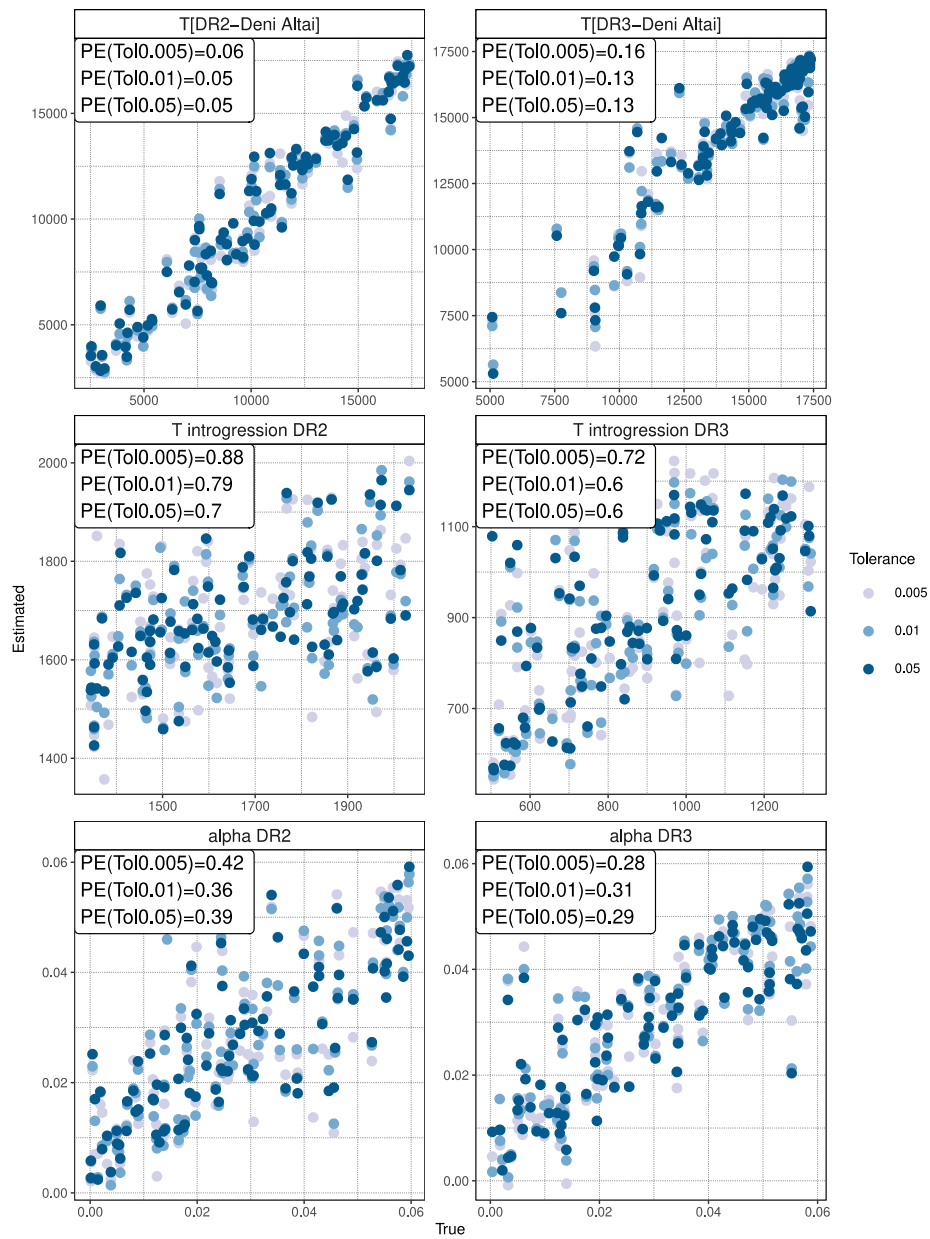 T[DR2−Deni Altai]
PE(Tol0.005)=0.06
PE(Tol0.01)=0.05
PE(Tol0.05)=0.05
15000
10000
5000
5000 10000 15000
T[DR3−Deni Altai]
PE(Tol0.005)=0.16
PE(Tol0.01)=0.13
PE(Tol0.05)=0.13
17500
15000
12500
10000
7500
5000
5000 7500 10000 12500 15000 17500
T introgression DR2
PE(Tol0.005)=0.88
PE(Tol0.01)=0.79
PE(Tol0.05)=0.7
2000
1800
1600
1400
1500 1700 1900
T introgression DR3
PE(Tol0.005)=0.72
PE(Tol0.01)=0.6
PE(Tol0.05)=0.6
1100
900
700
600 800 1000 1200
alpha DR2
PE(Tol0.005)=0.42
PE(Tol0.01)=0.36
PE(Tol0.05)=0.39
0.06
0.04
0.02
0.00
0.00 0.02 0.04 0.06
alpha DR3
PE(Tol0.005)=0.28
PE(Tol0.01)=0.31
PE(Tol0.05)=0.29
0.06
0.04
0.02
0.00
0.00 0.02 0.04 0.06
Estimated
True
Tolerance
0.005
0.01
0.05